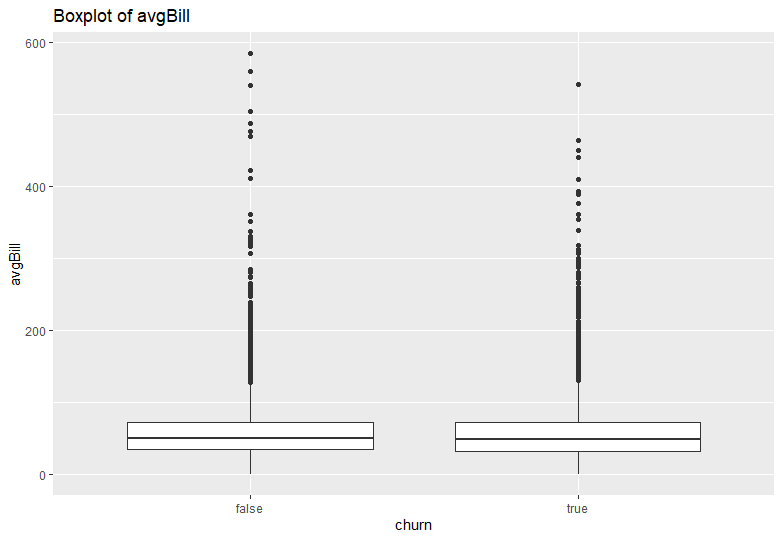 Boxplot of avgBill
600
400
200
0
avgBill
false
true
churn